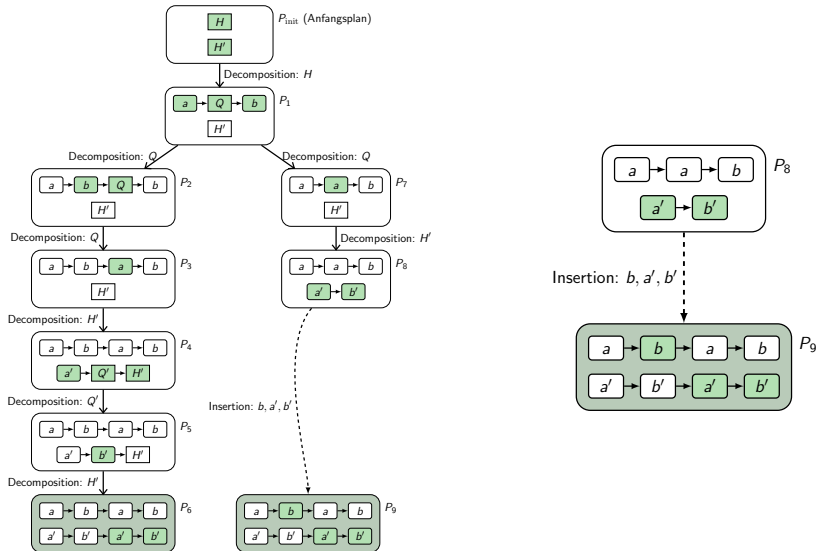 H
P_init (Anfangsplan)
H′
Decomposition: H
a Q b
P_1
H′
Decomposition: Q
Decomposition: Q
a b Q b
P_2
H′
a a b
P_7
H′
Decomposition: Q
Decomposition: H′
a b a b
P_3
H′
a a b
P_8
a′ b′
Decomposition: H′
a b a b
P_4
a′ Q′ H′
Decomposition: Q′
Insertion: b, a′, b′
a b a b
P_5
a′ b′ H′
Decomposition: H′
a b a b
P_6
a′ b′ a′ b′
a b a b
P_9
a′ b′ a′ b′
a a b
P_8
a′ b′
Insertion: b, a′, b′
a b a b
P_9
a′ b′ a′ b′